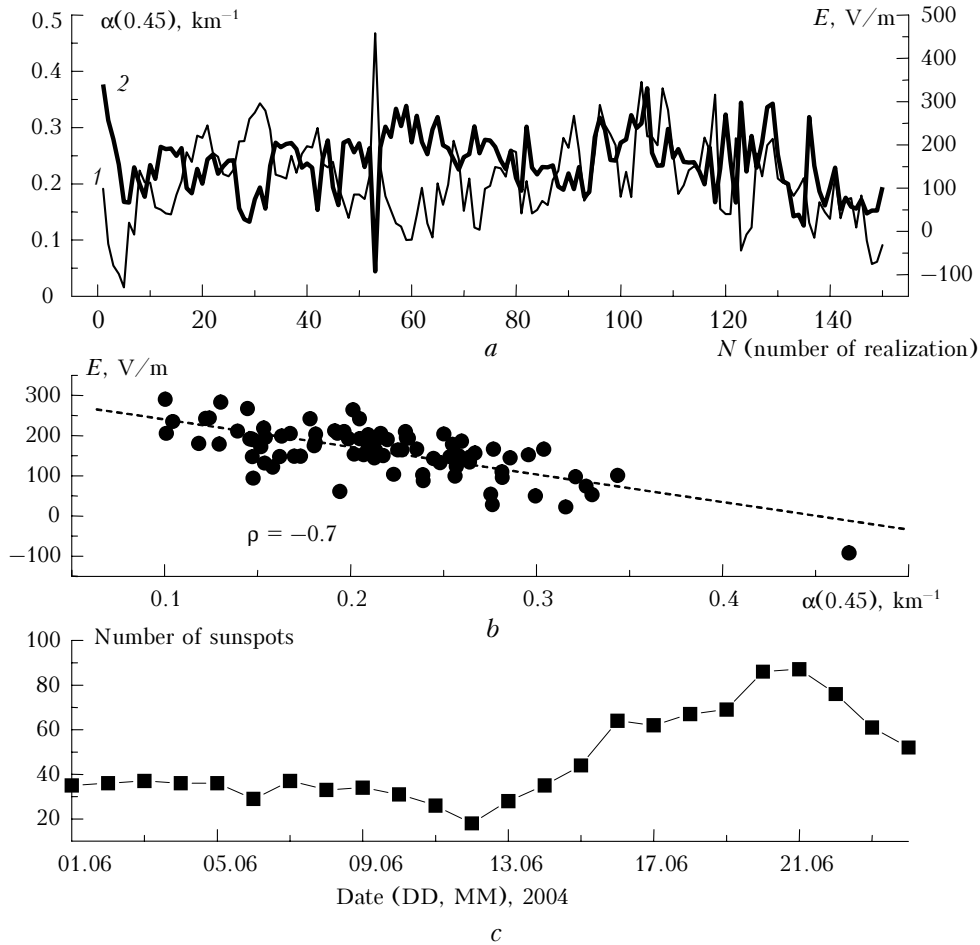 α(0.45), km⁻¹
E, V/m
0.5
500
0.4
400
2
0.3
300
200
1
0.2
100
0.1
0
0
−100
0 20 40 60 80 100 120 140
a
N (number of realization)
E, V/m
300
200
100
0
ρ = −0.7
−100
0.1 0.2 0.3 0.4 α(0.45), km⁻¹
b
Number of sunspots
100
80
60
40
20
01.06 05.06 09.06 13.06 17.06 21.06
Date (DD, MM), 2004
c